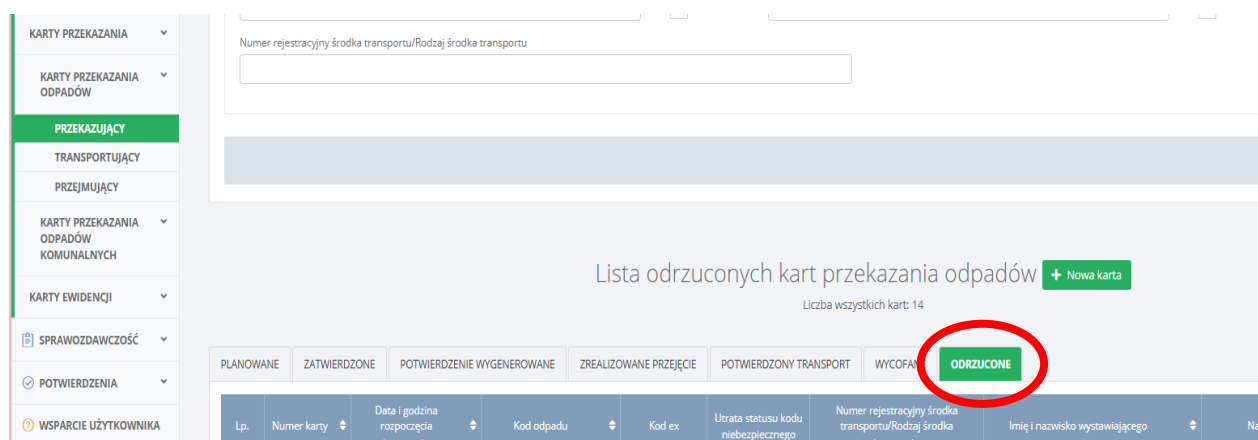 KARTY PRZEKAZANIA
KARTY PRZEKAZANIA
ODPADÓW
PRZEKAZUJĄCY
TRANSPORTUJĄCY
PRZEJMUJĄCY
KARTY PRZEKAZANIA
ODPADÓW
KOMUNALNYCH
KARTY EWIDENCJI
SPRAWOZDAWCZOŚĆ
POTWIERDZENIA
WSPARCIE UŻYTKOWNIKA
Numer rejestracyjny środka transportu/Rodzaj środka transportu
Lista odrzuconych kart przekazania odpadów + Nowa karta
Liczba wszystkich kart: 14
PLANOWANE ZATWIERDZONE POTWIERDZENIE WYGENEROWANE ZREALIZOWANE PRZEJĘCIE POTWIERDZONY TRANSPORT ODRZUCONE
Lp. Numer karty
Data i godzina
rozpoczęcia
Kod odpadu
Kod ex
Utrata statusu kodu
niebezpiecznego
Numer rejestracyjny środka
transportu/Rodzaj środka
Imię i nazwisko wystawiającego